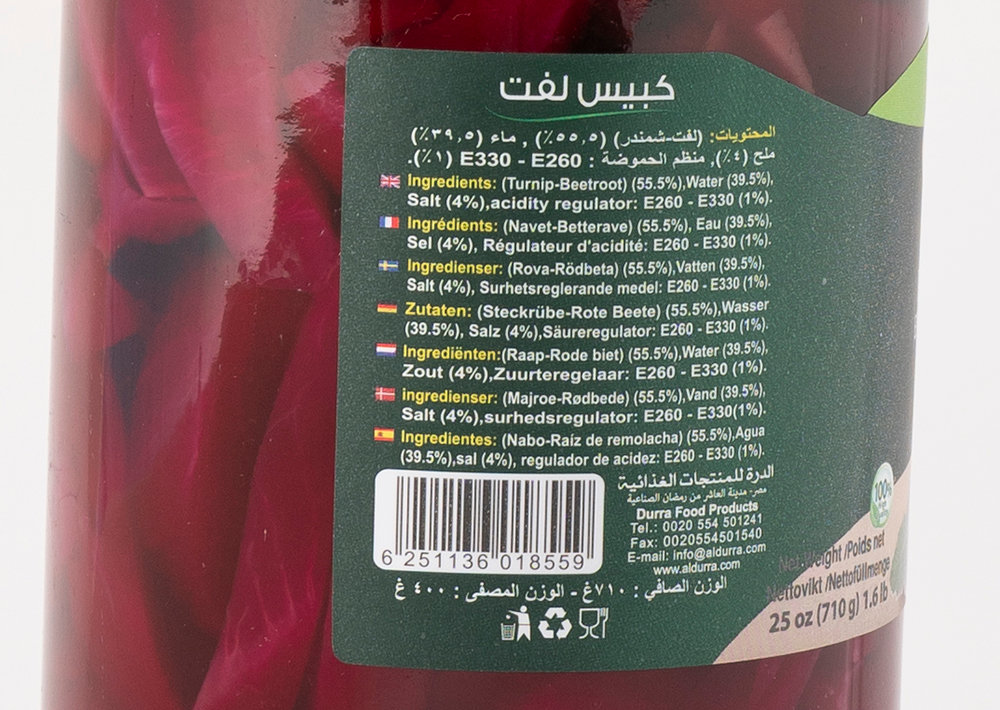 كبيس لفت
المحتويات: (لفت-شمندر) (٥٥,٥٪) , ماء (٣٩,٥٪)
ملح (٤٪), منظم الحموضة : E330 - E260 (١٪).
Ingredients: (Turnip-Beetroot) (55.5%),Water (39.5%),
Salt (4%),acidity regulator: E260 - E330 (1%).
Ingrédients: (Navet-Betterave) (55.5%), Eau (39.5%),
Sel (4%), Régulateur d'acidité: E260 - E330 (1%).
Ingredienser: (Rova-Rödbeta) (55.5%),Vatten (39.5%),
Salt (4%), Surhetsreglerande medel: E260 - E330 (1%).
Zutaten: (Steckrübe-Rote Beete) (55.5%),Wasser
(39.5%), Salz (4%),Säureregulator: E260 - E330 (1%).
Ingrediënten:(Raap-Rode biet) (55.5%),Water (39.5%),
Zout (4%),Zuurteregelaar: E260 - E330 (1%).
ingredienser: (Majroe-Rødbede) (55.5%),Vand (39.5%),
Salt (4%),surhedsregulator: E260 - E330(1%).
Ingredientes: (Nabo-Raíz de remolacha) (55.5%),Agua
(39.5%),sal (4%), regulador de acidez: E260 - E330 (1%).
الدرة للمنتجات الغذائية
مصر- مدينة العاشر من رمضان الصناعية
Durra Food Products
Tel.: 0020 554 501241
Fax: 0020554501540
E-mail: info@aldurra.com
www.aldurra.com
6 251136 018559
الوزن الصافي : ٧١٠غ - الوزن المصفى : ٤٠٠ غ
100%
Net Weight /Poids net
Nettovikt /Nettofüllmenge
25 oz (710 g) 1.6 lb